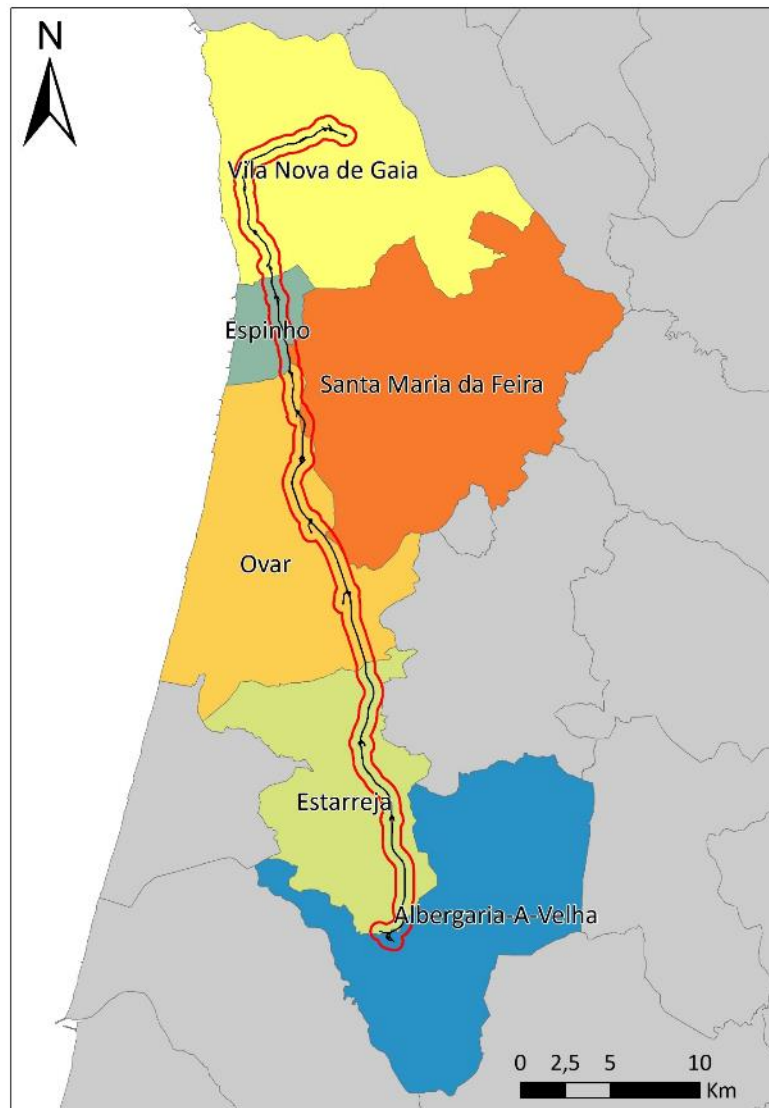 N
Vila Nova de Gaia
Espinho
Santa Maria da Feira
Ovar
Estarreja
Albergaria-A-Velha
0 2,5 5 10
Km